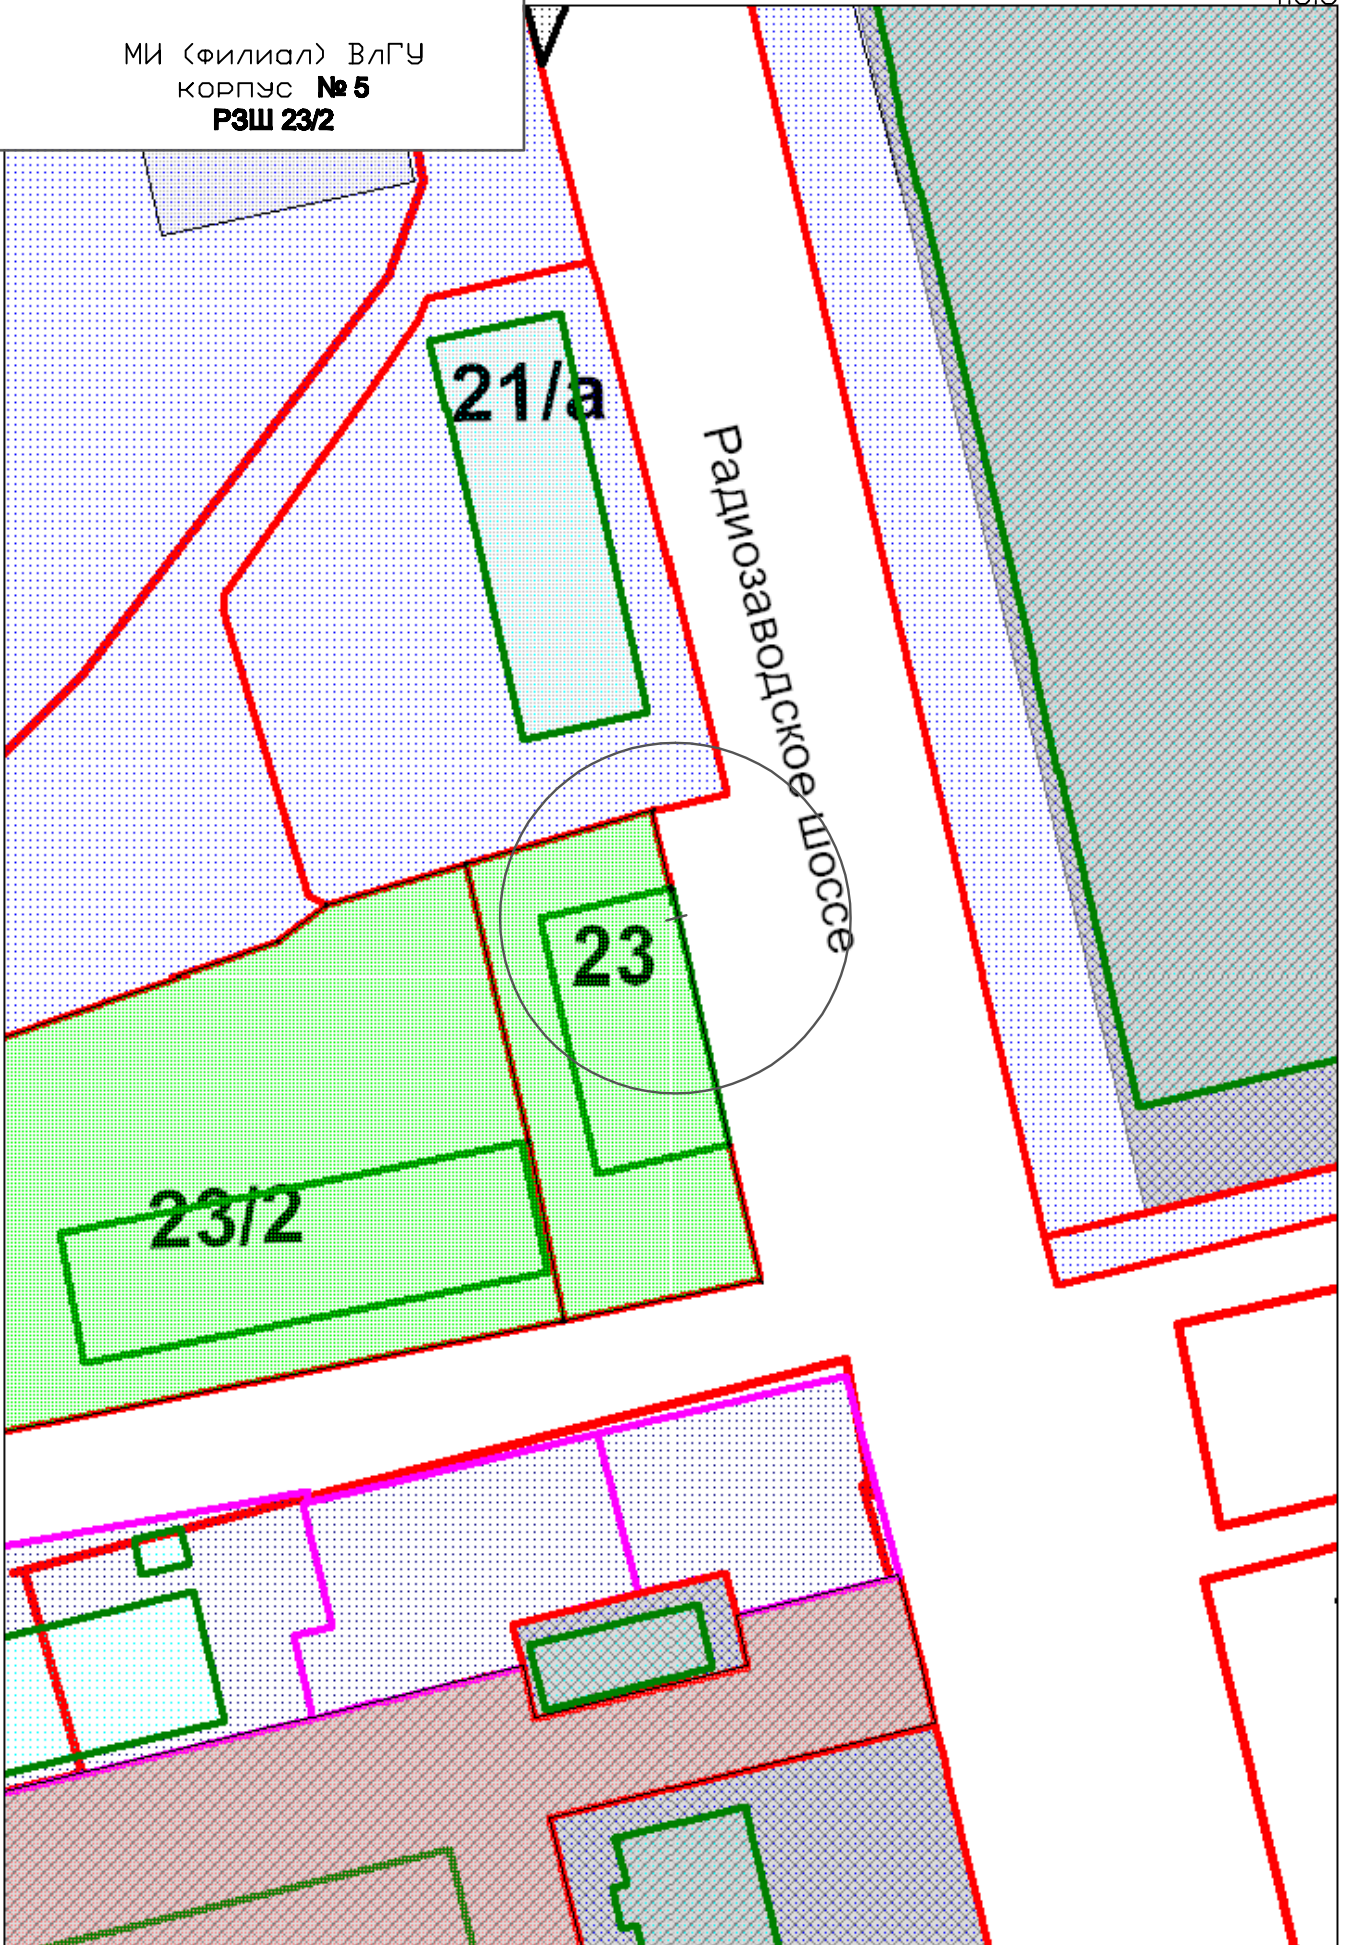 МИ (филиал) ВлГУ
корпус № 5
РЗШ 23/2
21/а
Радиозаводское шоссе
23
23/2